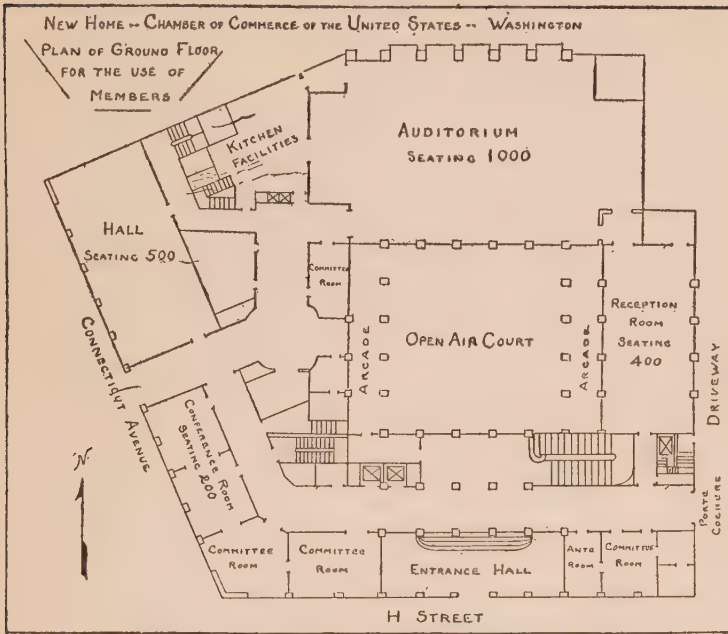 NEW HOME -- CHAMBER OF COMMERCE OF THE UNITED STATES -- WASHINGTON
PLAN OF GROUND FLOOR
FOR THE USE OF
MEMBERS
KITCHEN
FACILITIES
AUDITORIUM
SEATING 1000
HALL
SEATING 500
COMMITTEE
ROOM
ARCADE
OPEN AIR COURT
ARCADE
RECEPTION
ROOM
SEATING
400
DRIVEWAY
CONNECTICUT AVENUE
CONFERENCE ROOM
SEATING 200
N
PORTE
COCHURE
COMMITTEE
ROOM
COMMITTEE
ROOM
ENTRANCE HALL
ANTE
ROOM
COMMITTEE
ROOM
H STREET